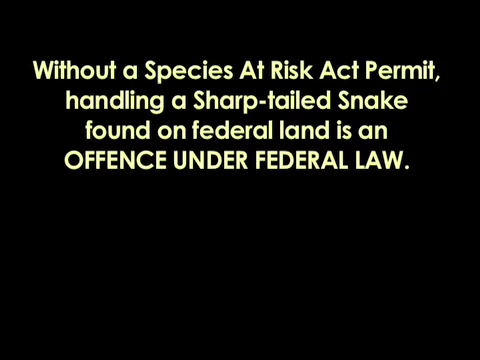 Without a Species At Risk Act Permit,
handling a Sharp-tailed Snake
found on federal land is an
OFFENCE UNDER FEDERAL LAW.